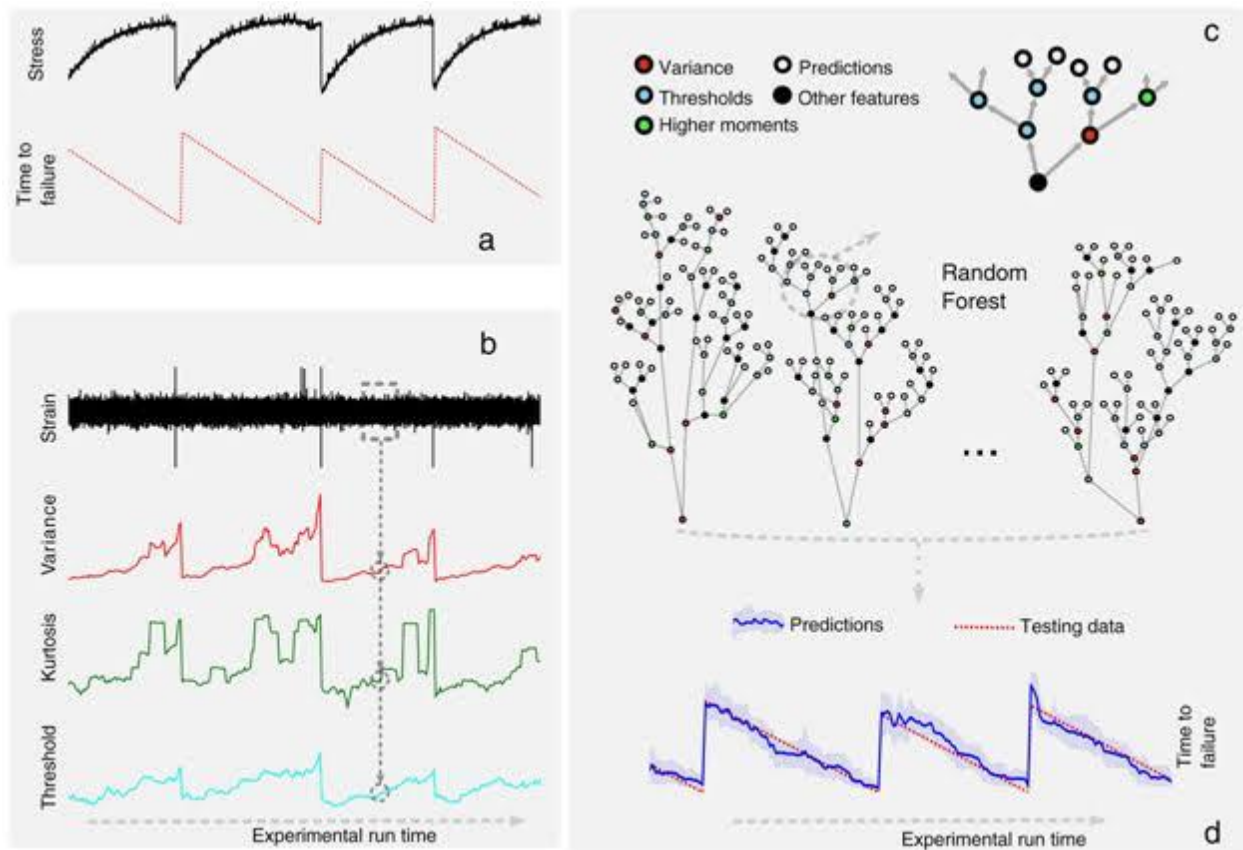 Stress
Time to
failure
a
b
Strain
Variance
Kurtosis
Threshold
Experimental run time
c
Variance
Predictions
Thresholds
Other features
Higher moments
Random
Forest
...
Predictions
Testing data
Time to
failure
Experimental run time
d